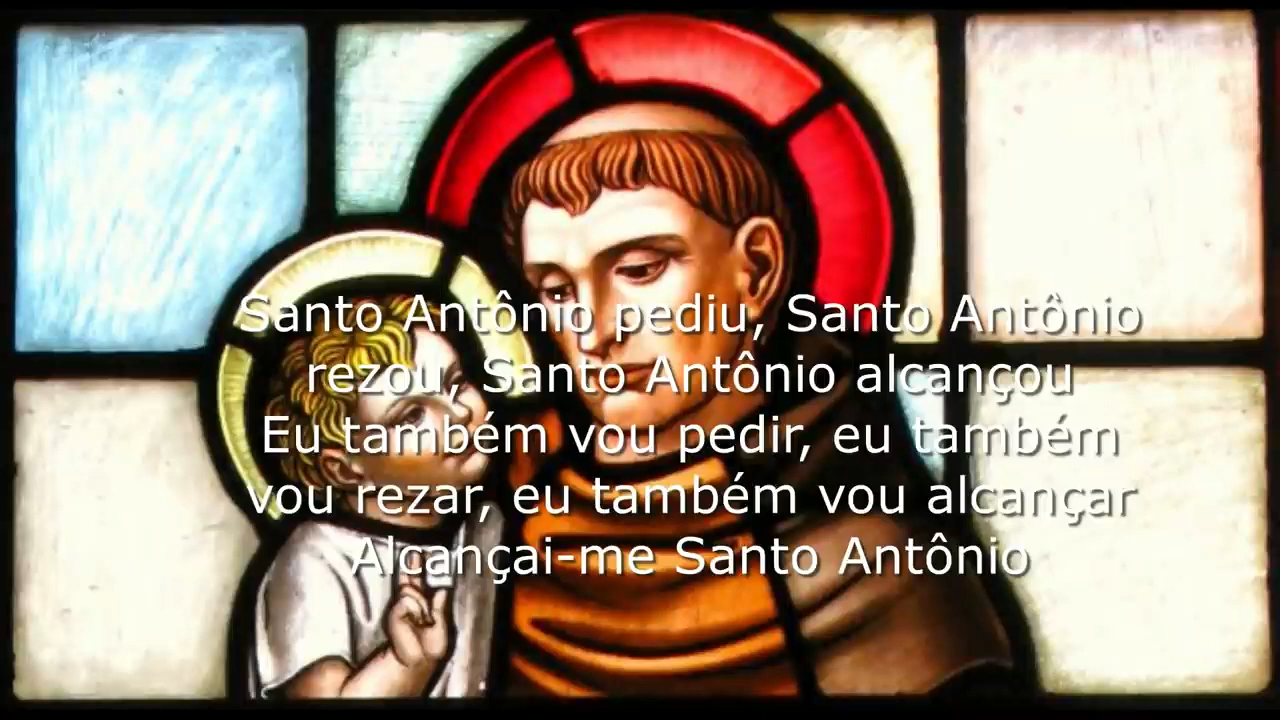 Santo Antônio pediu, Santo Antônio
rezou, Santo Antônio alcançou
Eu também vou pedir, eu também
vou rezar, eu também vou alcançar
Alcançai-me Santo Antônio